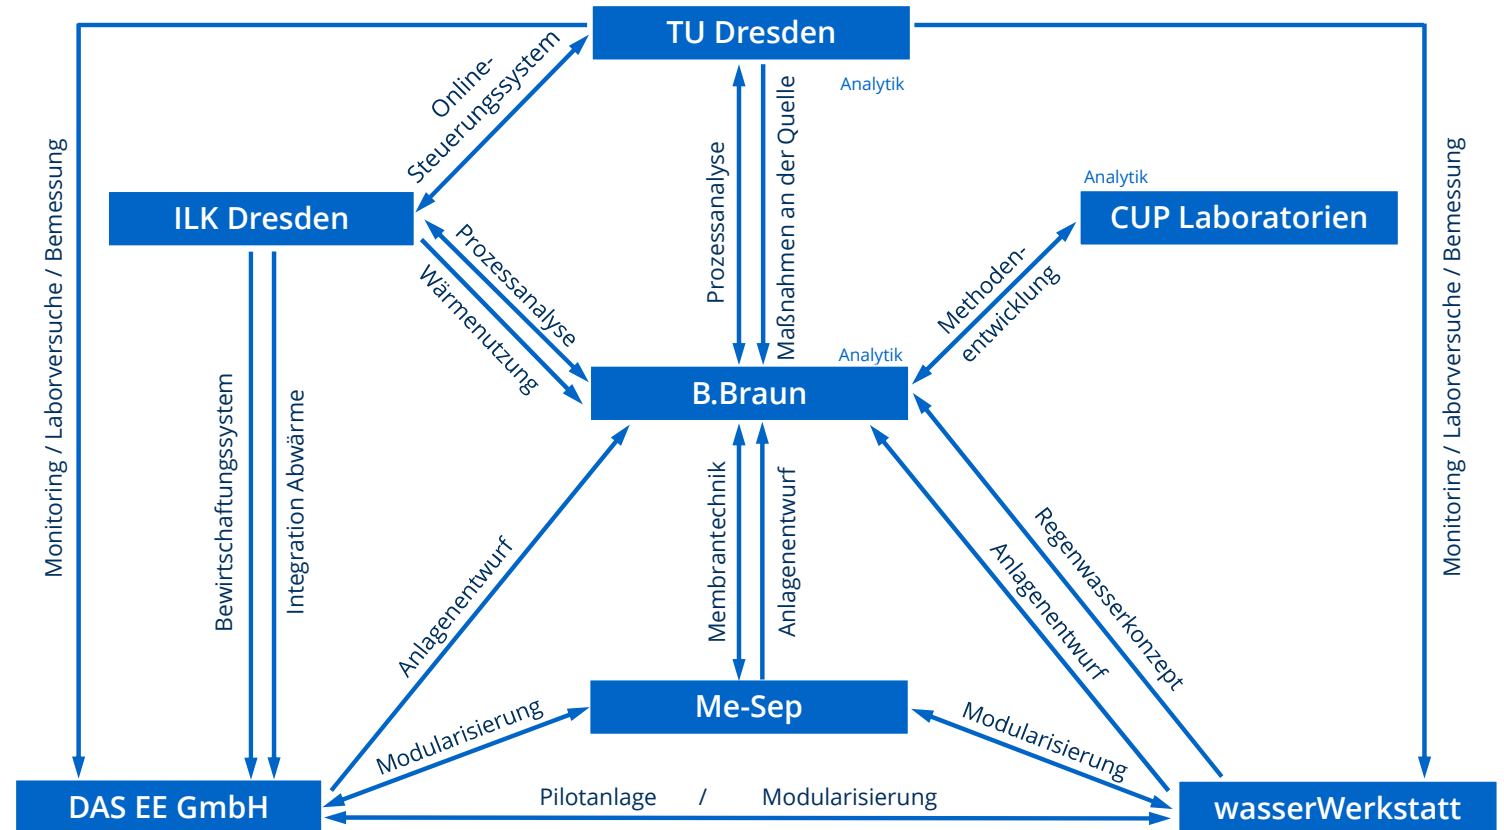 TU Dresden
Analytik
Online-
Steuerungssystem
Prozessanalyse
Maßnahmen an der Quelle
Monitoring / Laborversuche / Bemessung
Monitoring / Laborversuche / Bemessung
ILK Dresden
Analytik
CUP Laboratorien
Prozessanalyse
Wärmenutzung
Methoden-
entwicklung
Analytik
B.Braun
Bewirtschaftungssystem
Integration Abwärme
Anlagenentwurf
Membrantechnik
Anlagenentwurf
Anlagenentwurf
Regenwasserkonzept
Me-Sep
Modularisierung
Modularisierung
Pilotanlage / Modularisierung
DAS EE GmbH
wasserWerkstatt